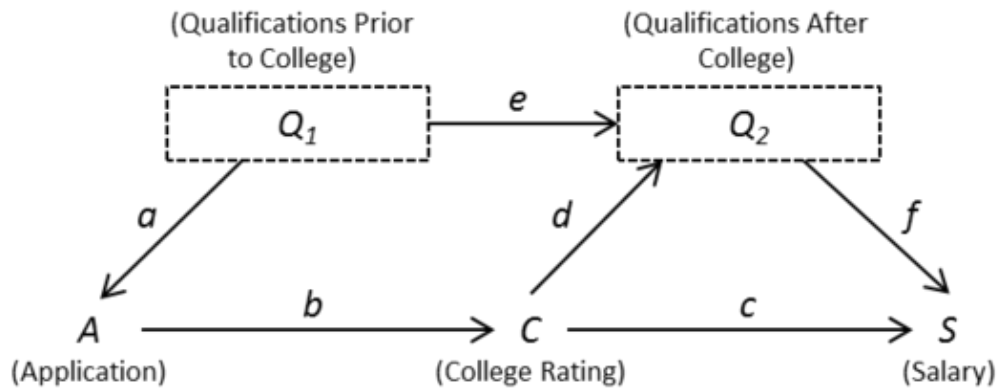 (Qualifications Prior
to College)
(Qualifications After
College)
Q1
e
Q2
a
d
f
b
c
A
C
S
(Application)
(College Rating)
(Salary)